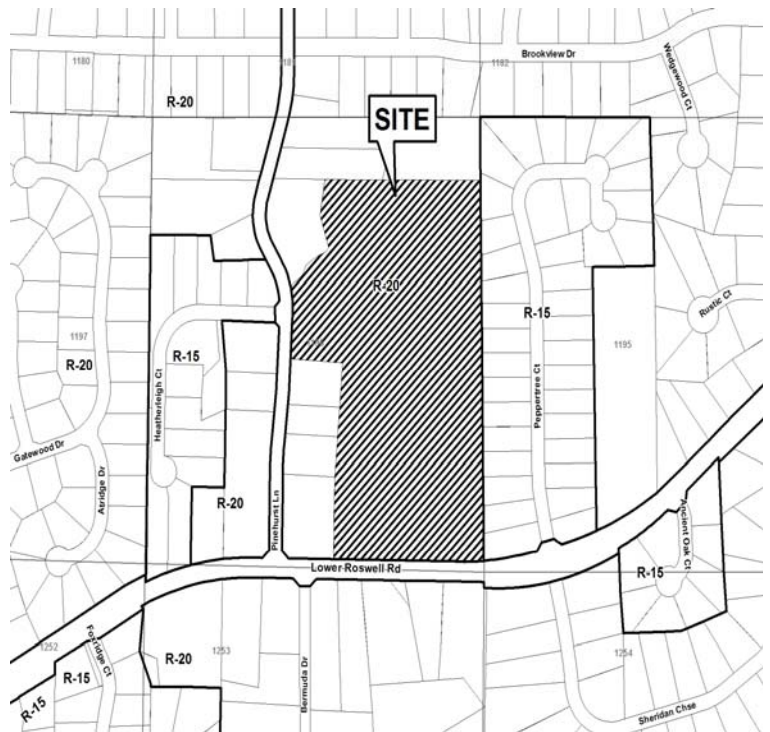 Brookview Dr
Wedgewood Ct
1180
1182
R-20
SITE
R-20
Rustic Ct
R-15
1197
R-20
R-15
1195
Heatherleigh Ct
Peppertree Ct
Gatewood Dr
Atridge Dr
R-20
Pinehurst Ln
Ancient Oak Ct
Lower Roswell Rd
R-15
Foxridge Ct
1252
R-20
1253
1254
R-15
R-15
Bermuda Dr
Sheridan Chse